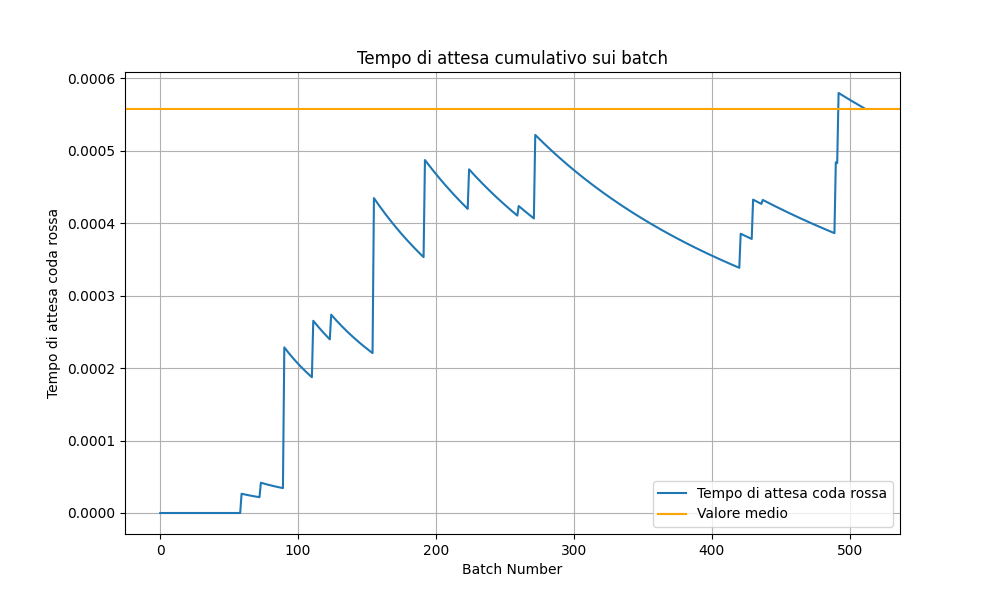 Tempo di attesa cumulativo sui batch
Tempo di attesa coda rossa
0.0006
0.0005
0.0004
0.0003
0.0002
0.0001
0.0000
0 100 200 300 400 500
Batch Number
Tempo di attesa coda rossa
Valore medio